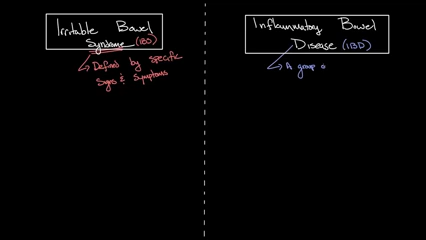 Irritable Bowel
Syndrome (IBS)
Defined by specific
Signs & Symptoms
Inflammatory Bowel
Disease (IBD)
A group o